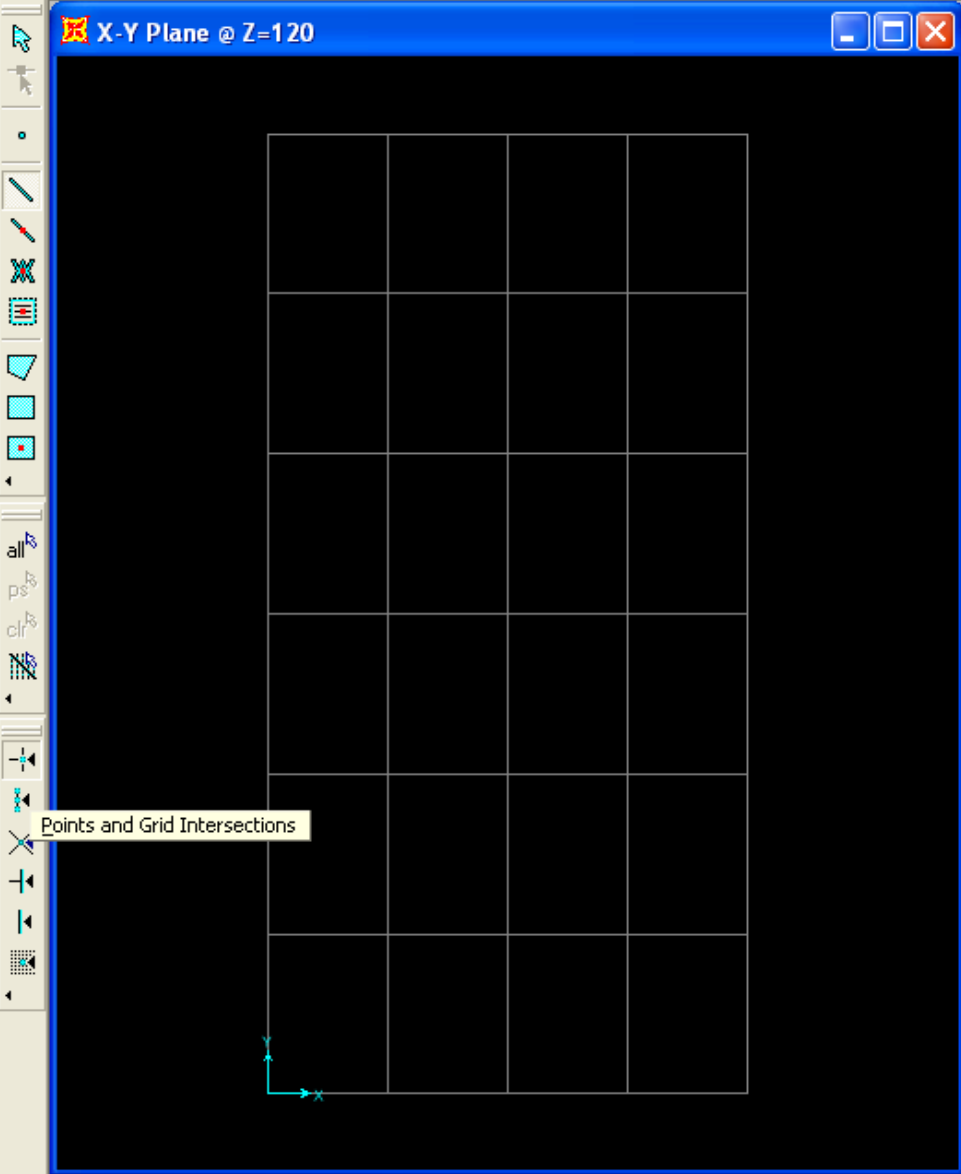 X-Y Plane @ Z=120
all
ps
clr
Points and Grid Intersections
Y
X